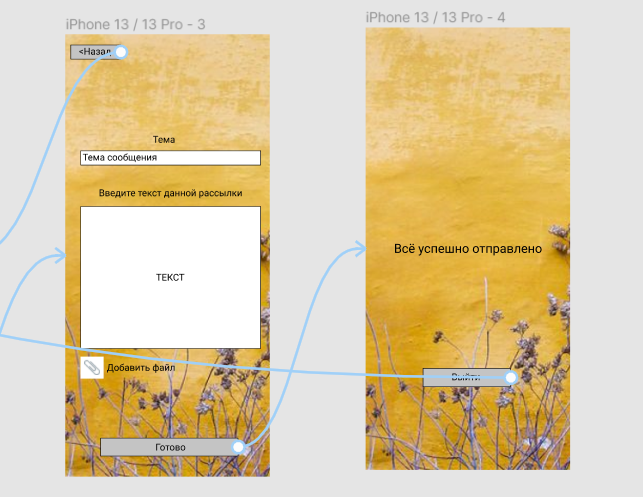 iPhone 13 / 13 Pro - 3
<Назад
Тема
Тема сообщения
Введите текст данной рассылки
ТЕКСТ
Добавить файл
Готово
iPhone 13 / 13 Pro - 4
Всё успешно отправлено
Выйти